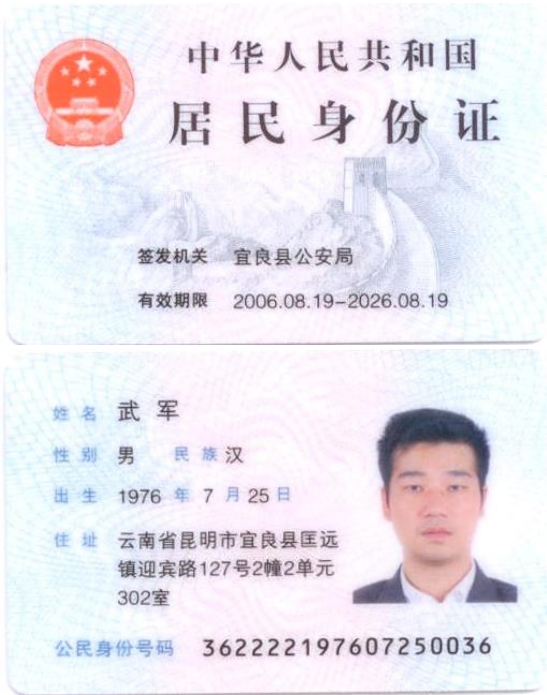 中华人民共和国
居民身份证
签发机关 宜良县公安局
有效期限 2006.08.19-2026.08.19
姓名 武军
性别 男 民族 汉
出生 1976 年 7 月 25 日
住址 云南省昆明市宜良县匡远
镇迎宾路127号2幢2单元
302室
公民身份号码 362222197607250036